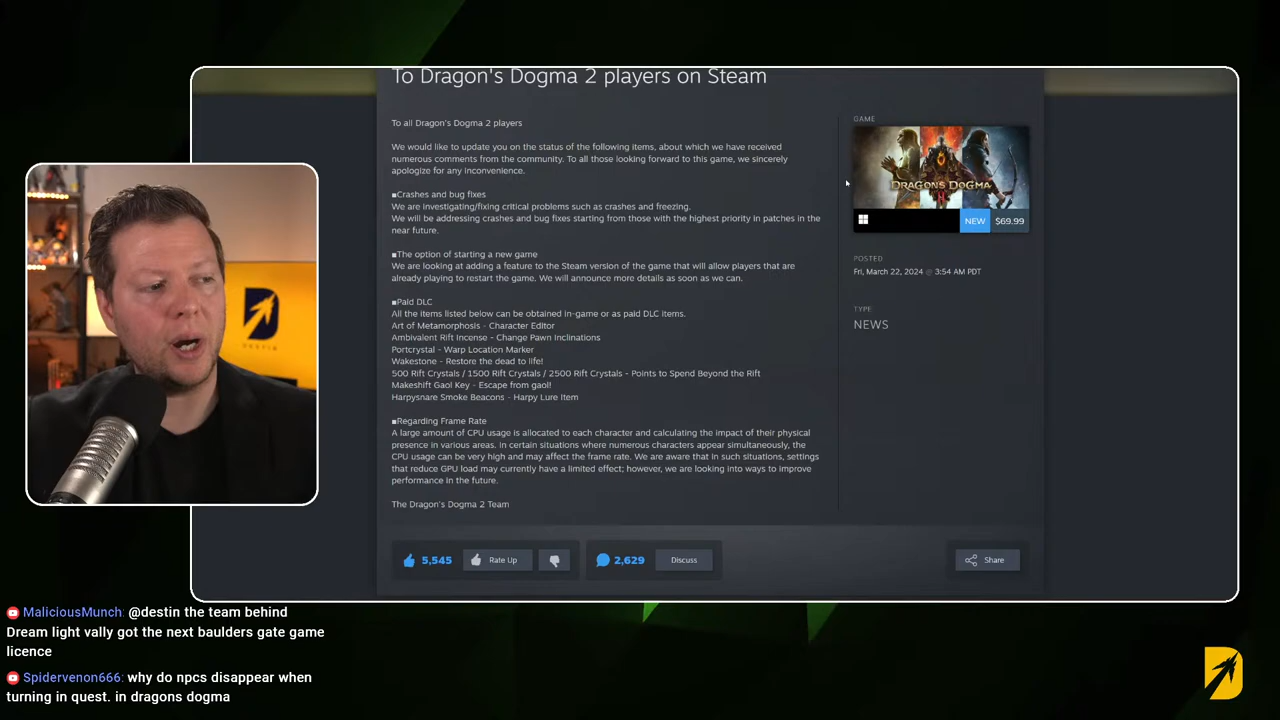 To Dragon's Dogma 2 players on Steam
To all Dragon's Dogma 2 players
We would like to update you on the status of the following items, about which we have received
numerous comments from the community. To all those looking forward to this game, we sincerely
apologize for any inconvenience.
■Crashes and bug fixes
We are investigating/fixing critical problems such as crashes and freezing.
We will be addressing crashes and bug fixes starting from those with the highest priority in patches in the
near future.
■The option of starting a new game
We are looking at adding a feature to the Steam version of the game that will allow players that are
already playing to restart the game. We will announce more details as soon as we can.
■Paid DLC
All the items listed below can be obtained in-game or as paid DLC items.
Art of Metamorphosis - Character Editor
Ambivalent Rift Incense - Change Pawn Inclinations
Portcrystal - Warp Location Marker
Wakestone - Restore the dead to life!
500 Rift Crystals / 1500 Rift Crystals / 2500 Rift Crystals - Points to Spend Beyond the Rift
Makeshift Gaol Key - Escape from gaol!
Harpysnare Smoke Beacons - Harpy Lure Item
■Regarding Frame Rate
A large amount of CPU usage is allocated to each character and calculating the impact of their physical
presence in various areas. In certain situations where numerous characters appear simultaneously, the
CPU usage can be very high and may affect the frame rate. We are aware that in such situations, settings
that reduce GPU load may currently have a limited effect; however, we are looking into ways to improve
performance in the future.
The Dragon's Dogma 2 Team
5,545
Rate Up
2,629
Discuss
Share
GAME
DRAGON'S DOGMA
NEW
$69.99
POSTED
Fri, March 22, 2024 @ 3:54 AM PDT
TYPE
NEWS
DESTIN
MaliciousMunch: @destin the team behind
Dream light vally got the next baulders gate game
licence
Spidervenon666: why do npcs disappear when
turning in quest. in dragons dogma